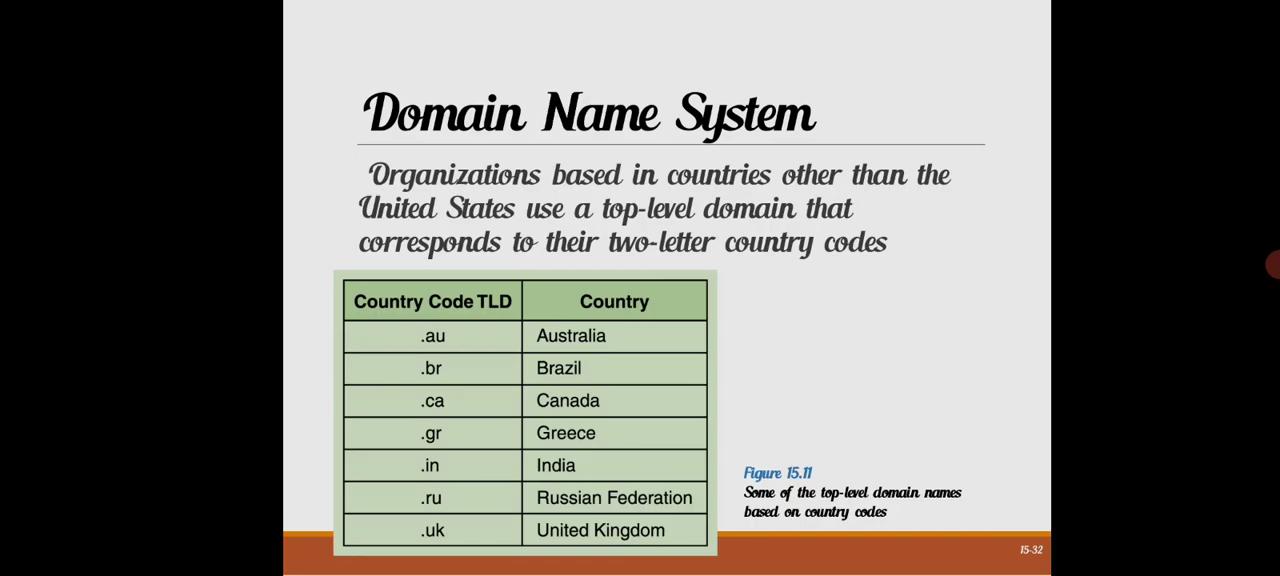 Domain Name System
Organizations based in countries other than the
United States use a top-level domain that
corresponds to their two-letter country codes
Country Code TLD Country
.au Australia
.br Brazil
.ca Canada
.gr Greece
.in India
.ru Russian Federation
.uk United Kingdom
Figure 15.11
Some of the top-level domain names
based on country codes
15-32